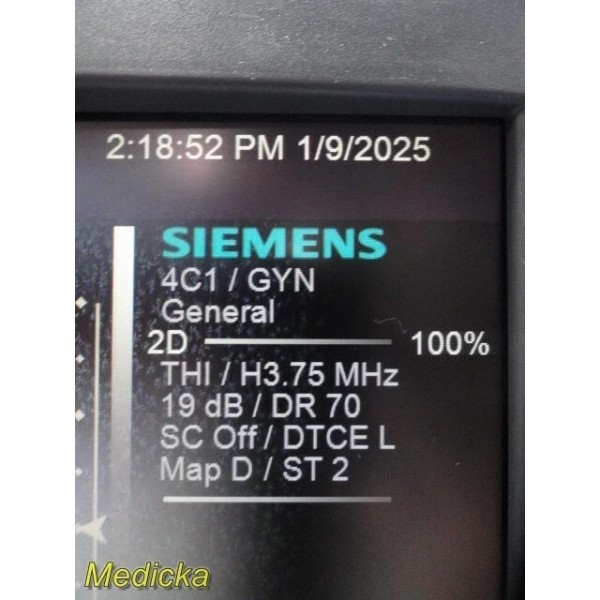 2:18:52 PM 1/9/2025
SIEMENS
4C1 / GYN
General
2D 100%
THI / H3.75 MHz
19 dB / DR 70
SC Off / DTCE L
Map D / ST 2
Medicka